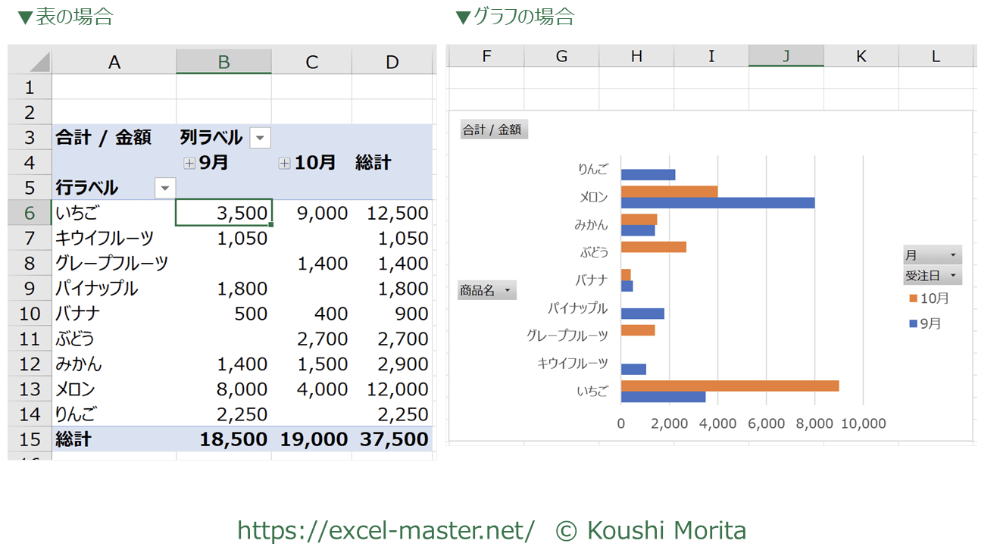 ▼表の場合
A B C D
1
2
3 合計 / 金額 列ラベル
4 9月 10月 総計
5 行ラベル
6 いちご 3,500 9,000 12,500
7 キウイフルーツ 1,050 1,050
8 グレープフルーツ 1,400 1,400
9 パイナップル 1,800 1,800
10 バナナ 500 400 900
11 ぶどう 2,700 2,700
12 みかん 1,400 1,500 2,900
13 メロン 8,000 4,000 12,000
14 りんご 2,250 2,250
15 総計 18,500 19,000 37,500
▼グラフの場合
F G H I J K L
合計 / 金額
りんご
メロン
みかん
ぶどう
バナナ
パイナップル
グレープフルーツ
キウイフルーツ
いちご
商品名
0 2,000 4,000 6,000 8,000 10,000
月
受注日
10月
9月
https://excel-master.net/ © Koushi Morita